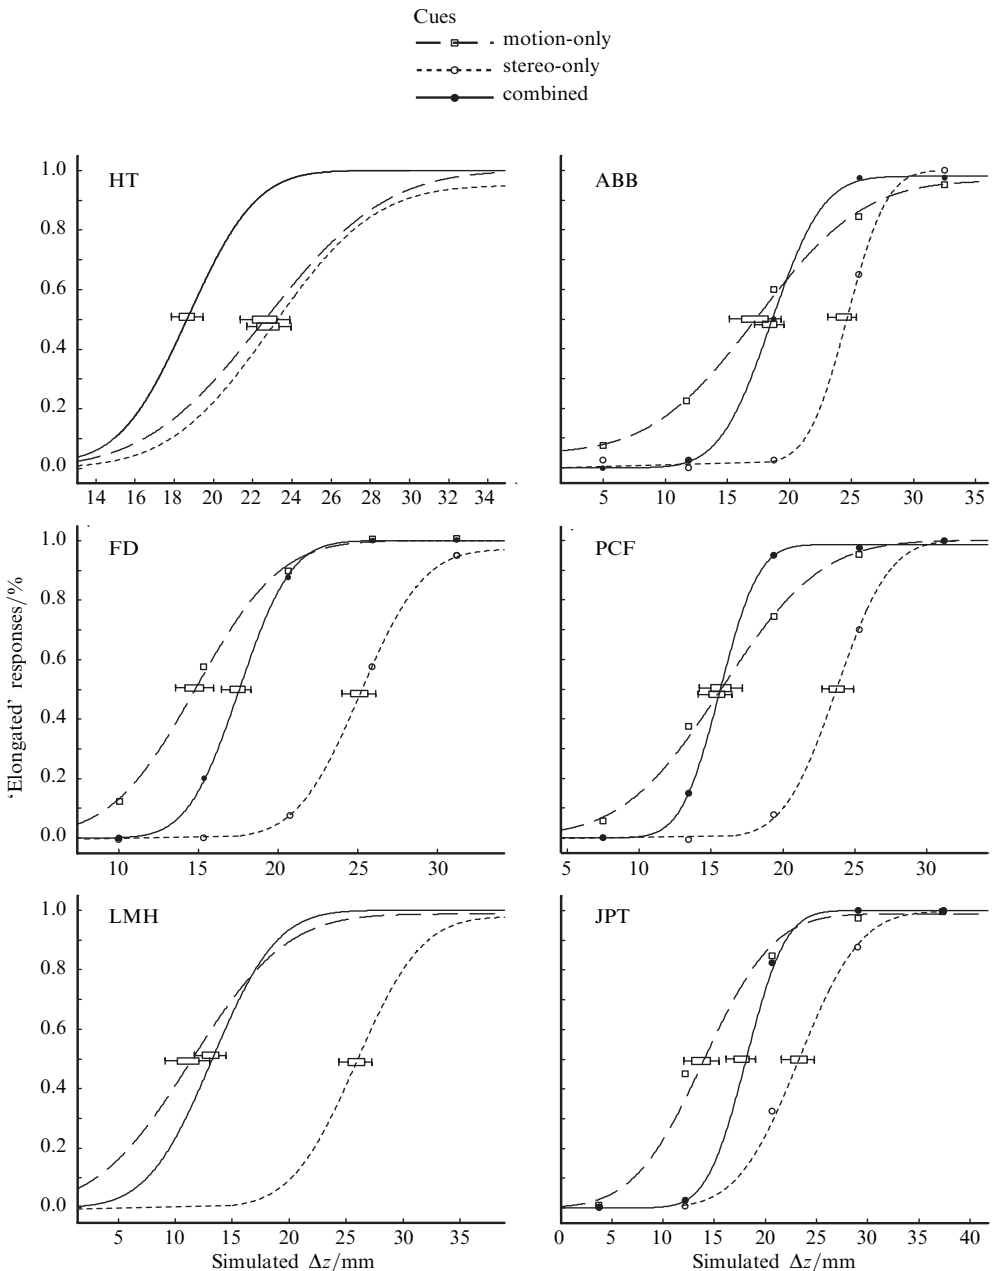 Cues
motion-only
stereo-only
combined
HT
1.0
0.8
0.6
0.4
0.2
0.0
14 16 18 20 22 24 26 28 30 32 34
ABB
5 10 15 20 25 30 35
'Elongated' responses/%
FD
1.0
0.8
0.6
0.4
0.2
0.0
10 15 20 25 30
PCF
5 10 15 20 25 30
LMH
1.0
0.8
0.6
0.4
0.2
0.0
5 10 15 20 25 30 35
Simulated Δz/mm
JPT
0 5 10 15 20 25 30 35 40
Simulated Δz/mm